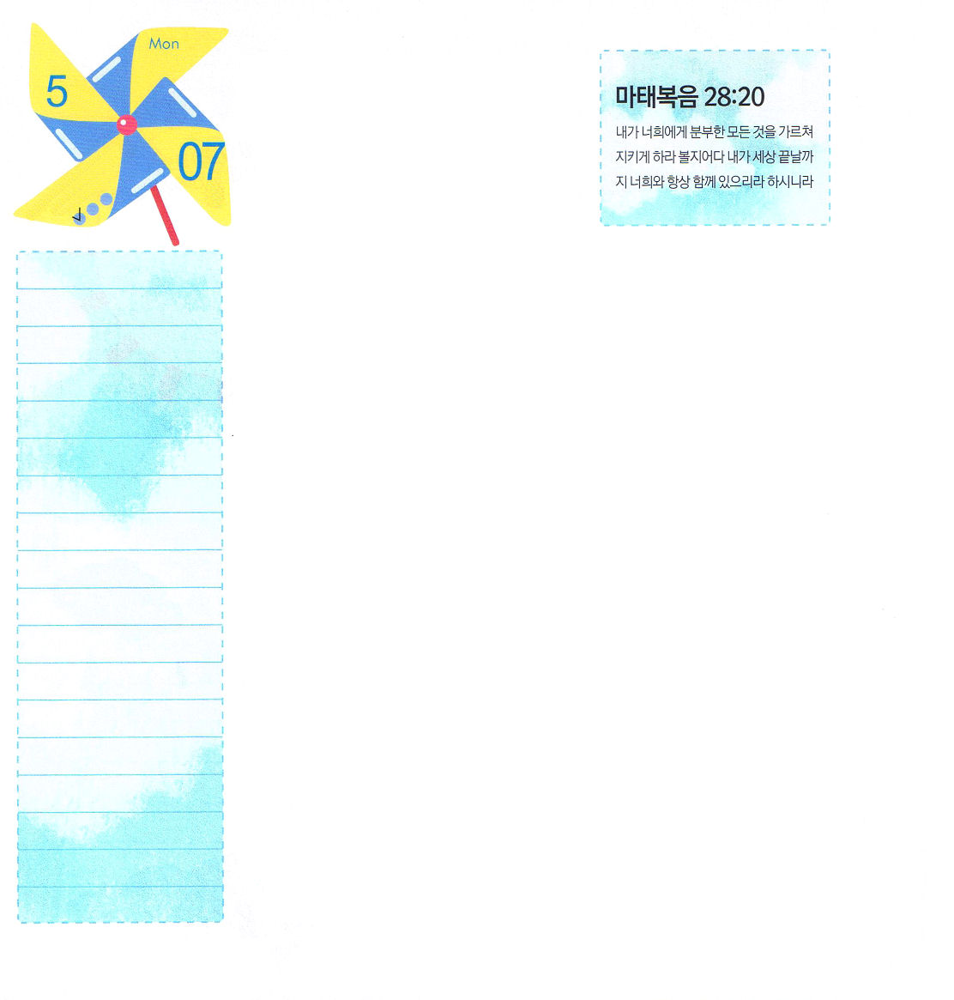 Mon
5
07
마태복음 28:20
내가 너희에게 분부한 모든 것을 가르쳐
지키게 하라 볼지어다 내가 세상 끝날까
지 너희와 항상 함께 있으리라 하시니라